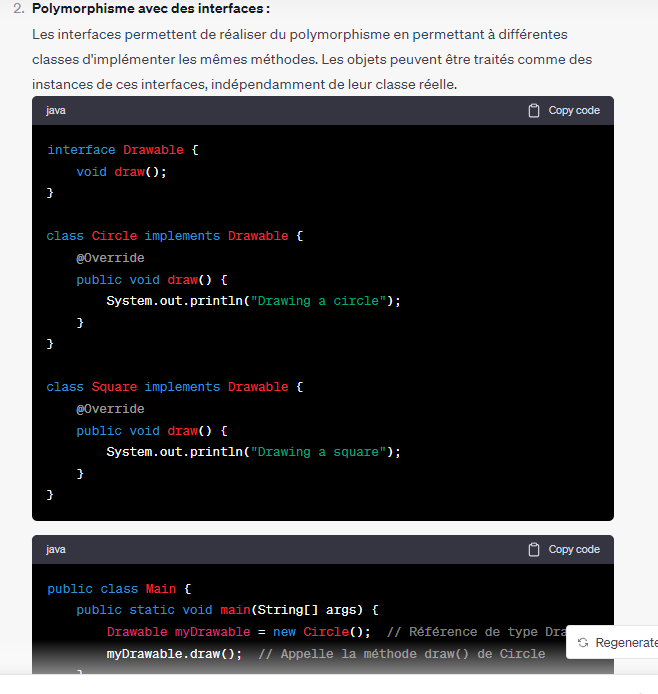 2. Polymorphisme avec des interfaces :
Les interfaces permettent de réaliser du polymorphisme en permettant à différentes
classes d'implémenter les mêmes méthodes. Les objets peuvent être traités comme des
instances de ces interfaces, indépendamment de leur classe réelle.
java Copy code
interface Drawable {
    void draw();
}
class Circle implements Drawable {
    @Override
    public void draw() {
        System.out.println("Drawing a circle");
    }
}
class Square implements Drawable {
    @Override
    public void draw() {
        System.out.println("Drawing a square");
    }
}
java Copy code
public class Main {
    public static void main(String[] args) {
        Drawable myDrawable = new Circle();  // Référence de type Dra
        myDrawable.draw();  // Appelle la méthode draw() de Circle
Regenerate